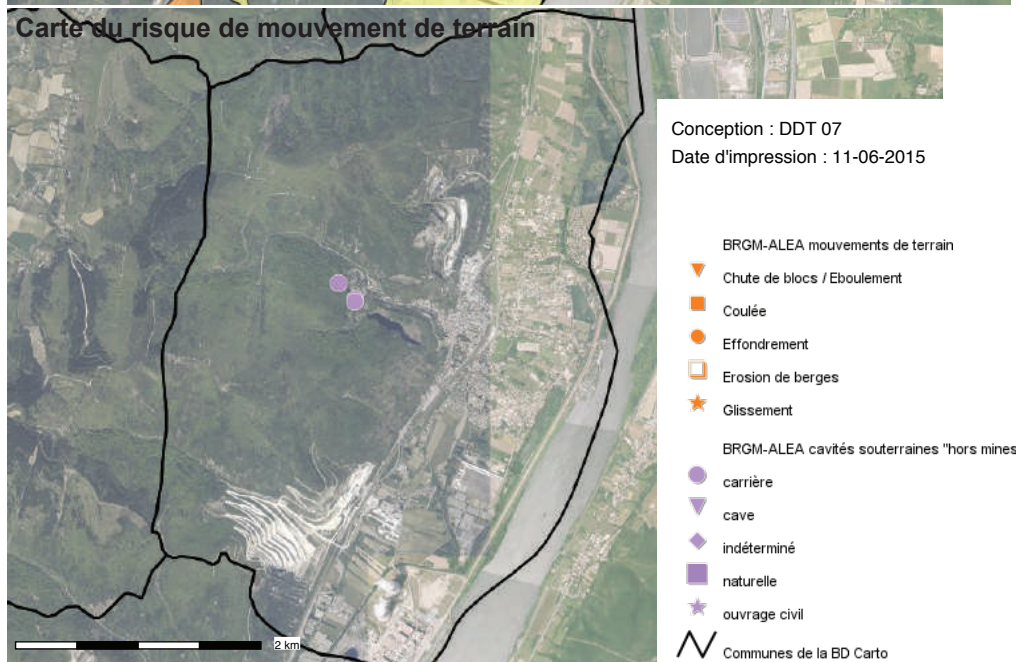 Carte du risque de mouvement de terrain
Conception : DDT 07
Date d'impression : 11-06-2015
BRGM-ALEA mouvements de terrain
Chute de blocs / Eboulement
Coulée
Effondrement
Erosion de berges
Glissement
BRGM-ALEA cavités souterraines "hors mines
carrière
cave
indéterminé
naturelle
ouvrage civil
Communes de la BD Carto
2 km